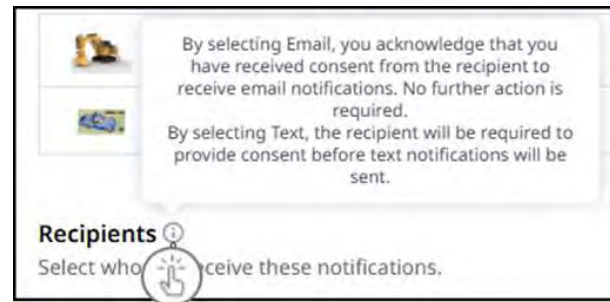 By selecting Email, you acknowledge that you
have received consent from the recipient to
receive email notifications. No further action is
required.
By selecting Text, the recipient will be required to
provide consent before text notifications will be
sent.
Recipients
Select who ceive these notifications.